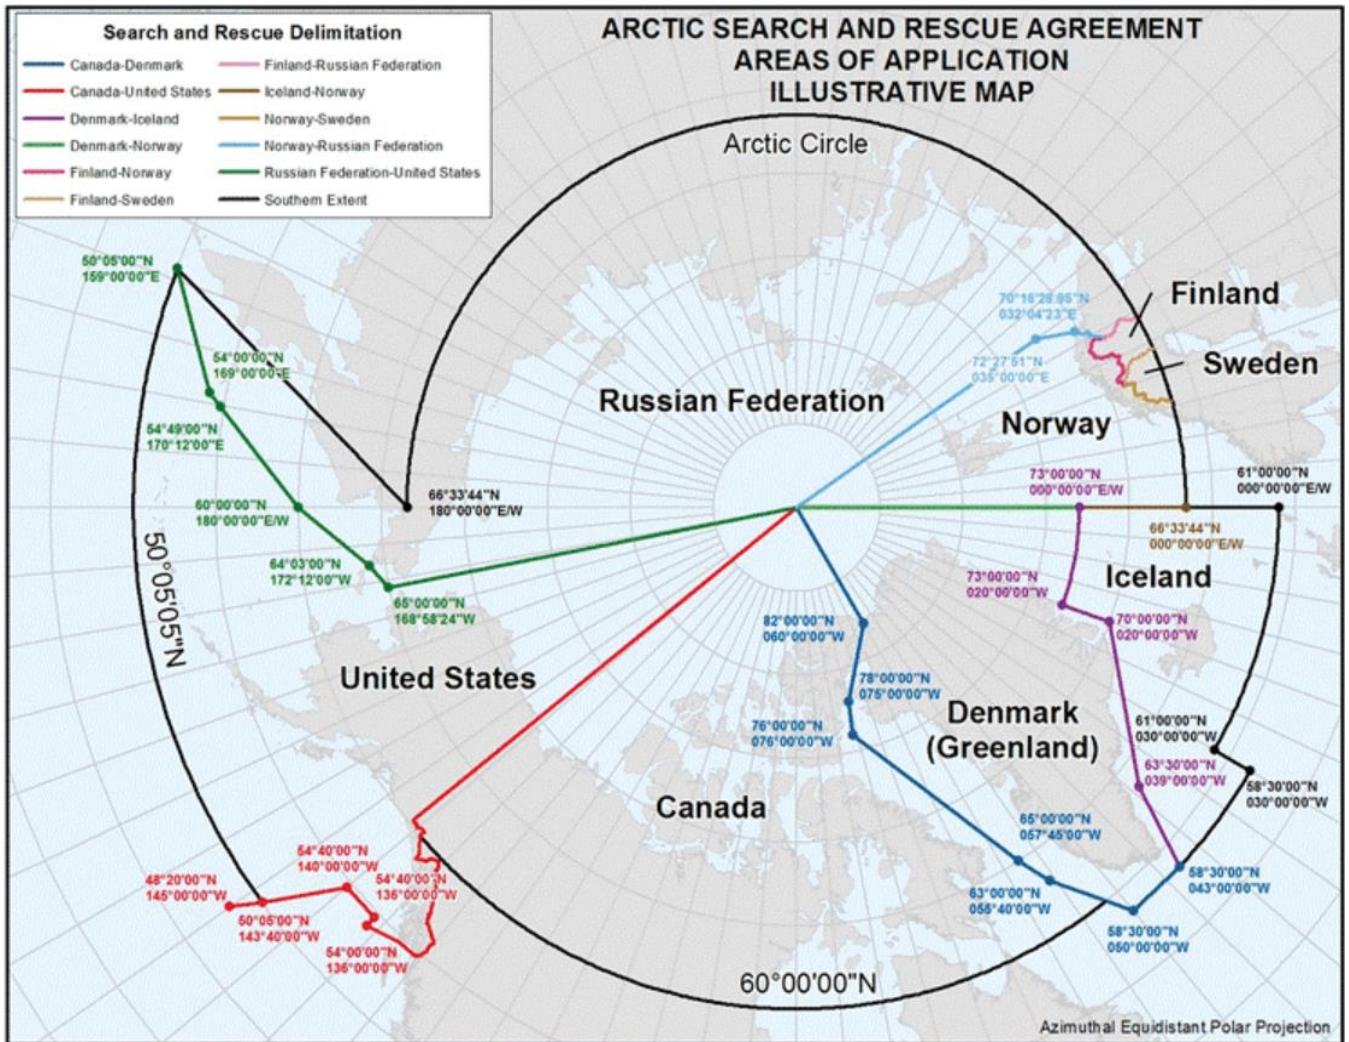 ARCTIC SEARCH AND RESCUE AGREEMENT
AREAS OF APPLICATION
ILLUSTRATIVE MAP
Search and Rescue Delimitation
Canada-Denmark
Finland-Russian Federation
Canada-United States
Iceland-Norway
Denmark-Iceland
Norway-Sweden
Denmark-Norway
Norway-Russian Federation
Finland-Norway
Russian Federation-United States
Finland-Sweden
Southern Extent
Arctic Circle
50°05'00"N
159°00'00"E
54°00'00"N
169°00'00"E
54°49'00"N
170°12'00"E
60°00'00"N
180°00'00"E/W
64°03'00"N
172°12'00"W
65°00'00"N
168°58'24"W
66°33'44"N
180°00'00"E/W
50°05'05"N
70°16'28.95"N
032°04'23"E
72°27'51"N
035°00'00"E
Finland
Sweden
Russian Federation
Norway
73°00'00"N
000°00'00"E/W
61°00'00"N
000°00'00"E/W
66°33'44"N
000°00'00"E/W
Iceland
73°00'00"N
020°00'00"W
70°00'00"N
020°00'00"W
82°00'00"N
060°00'00"W
78°00'00"N
075°00'00"W
76°00'00"N
076°00'00"W
United States
Denmark
(Greenland)
61°00'00"N
030°00'00"W
63°30'00"N
039°00'00"W
58°30'00"N
030°00'00"W
Canada
65°00'00"N
057°45'00"W
63°00'00"N
055°40'00"W
58°30'00"N
043°00'00"W
58°30'00"N
050°00'00"W
54°40'00"N
140°00'00"W
54°40'00"N
136°00'00"W
48°20'00"N
145°00'00"W
50°05'00"N
143°40'00"W
54°00'00"N
136°00'00"W
60°00'00"N
Azimuthal Equidistant Polar Projection